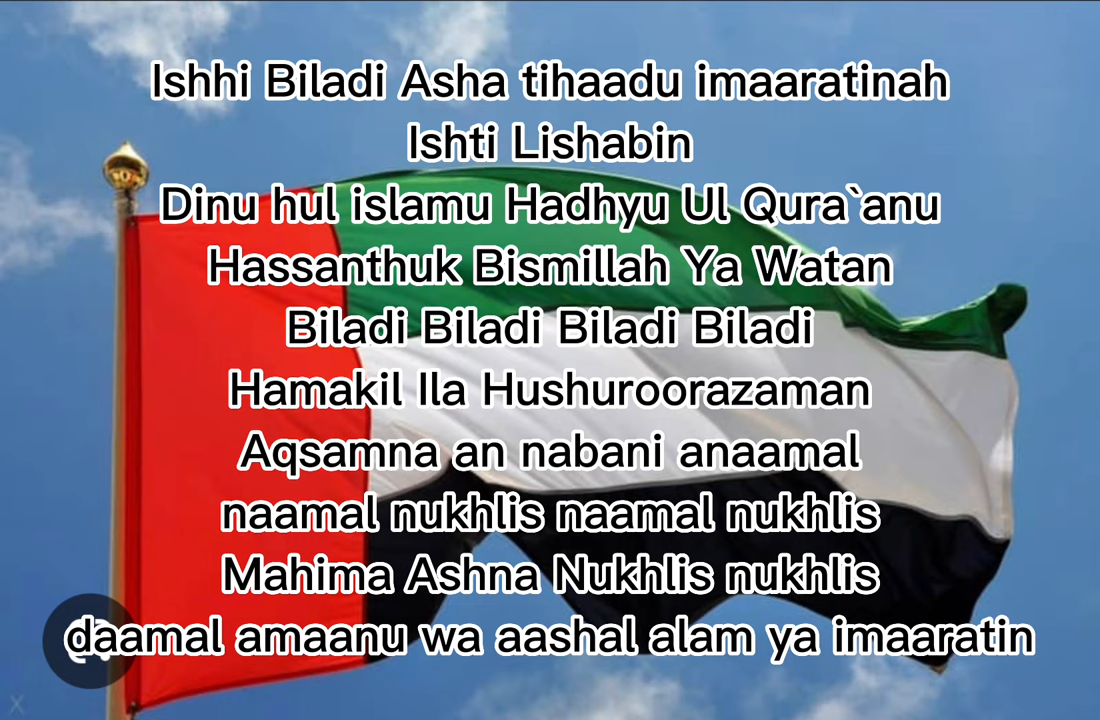 Ishhi Biladi Asha tihaadu imaaratinah
Ishti Lishabin
Dinu hul islamu Hadhyu Ul Qura`anu
Hassanthuk Bismillah Ya Watan
Biladi Biladi Biladi Biladi
Hamakil Ila Hushuroorazaman
Aqsamna an nabani anaamal
naamal nukhlis naamal nukhlis
Mahima Ashna Nukhlis nukhlis
daamal amaanu wa aashal alam ya imaaratin